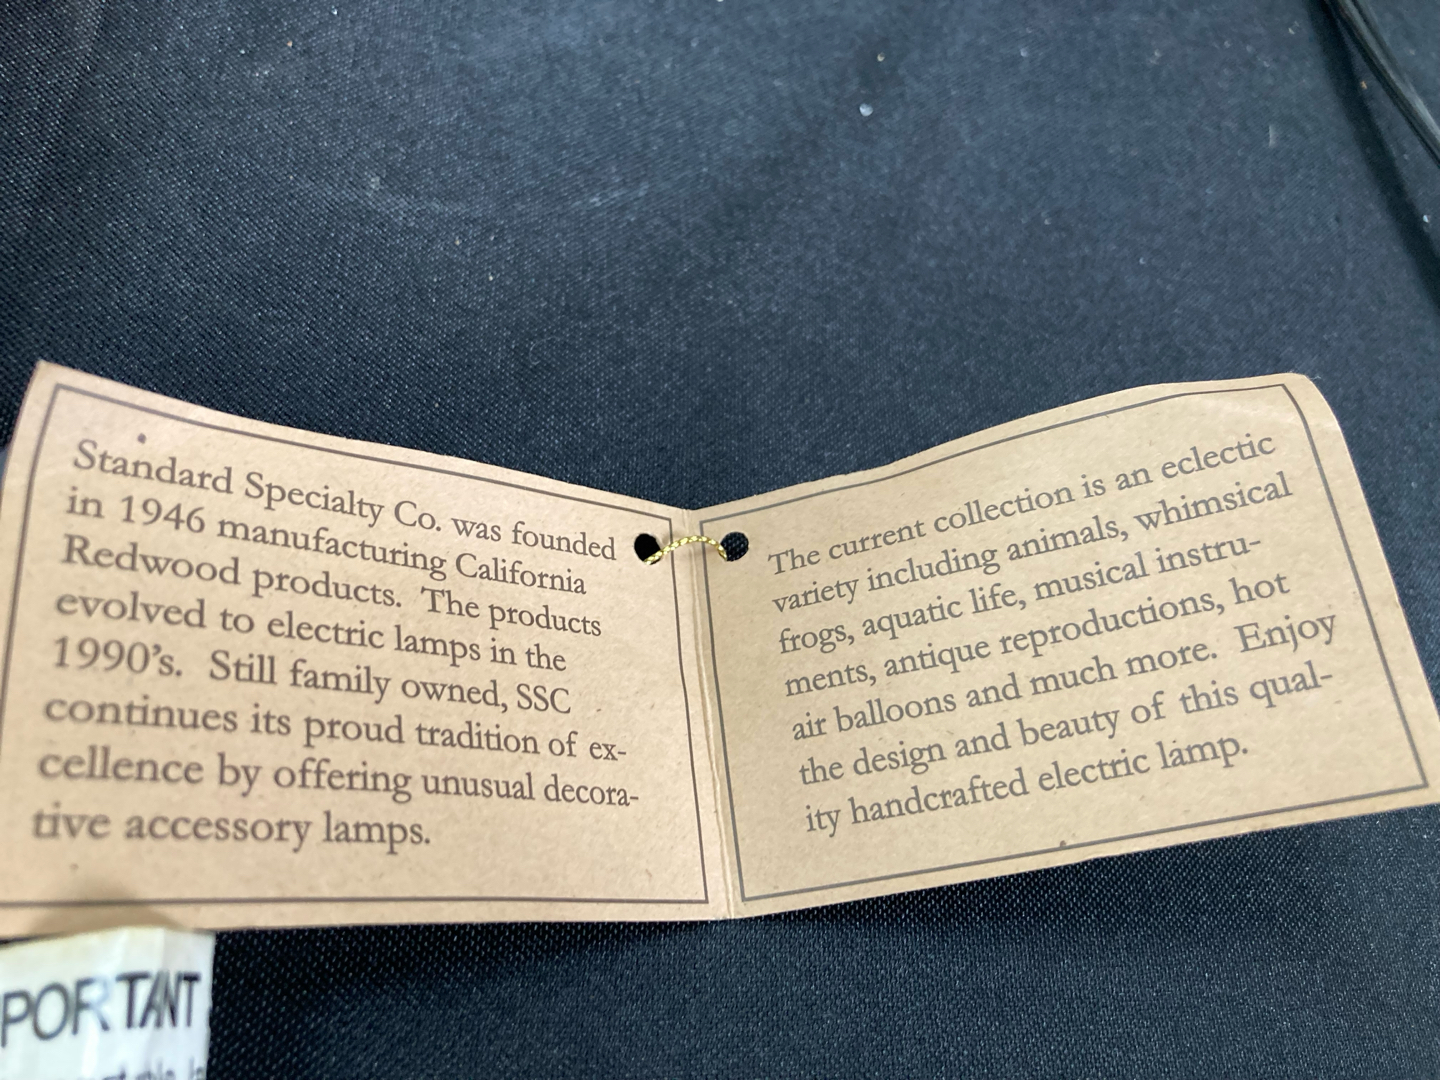 Standard Specialty Co. was founded
in 1946 manufacturing California
Redwood products. The products
evolved to electric lamps in the
1990's. Still family owned, SSC
continues its proud tradition of ex-
cellence by offering unusual decora-
tive accessory lamps.
The current collection is an eclectic
variety including animals, whimsical
frogs, aquatic life, musical instru-
ments, antique reproductions, hot
air balloons and much more. Enjoy
the design and beauty of this qual-
ity handcrafted electric lamp.
PORTANT